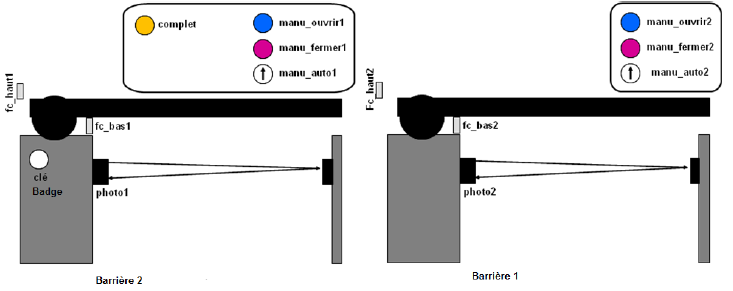 complet
manu_ouvrir1
manu_fermer1
manu_auto1
fc_haut1
fc_bas1
clé
Badge
photo1
Barrière 2
manu_ouvrir2
manu_fermer2
manu_auto2
Fc_haut2
fc_bas2
photo2
Barrière 1